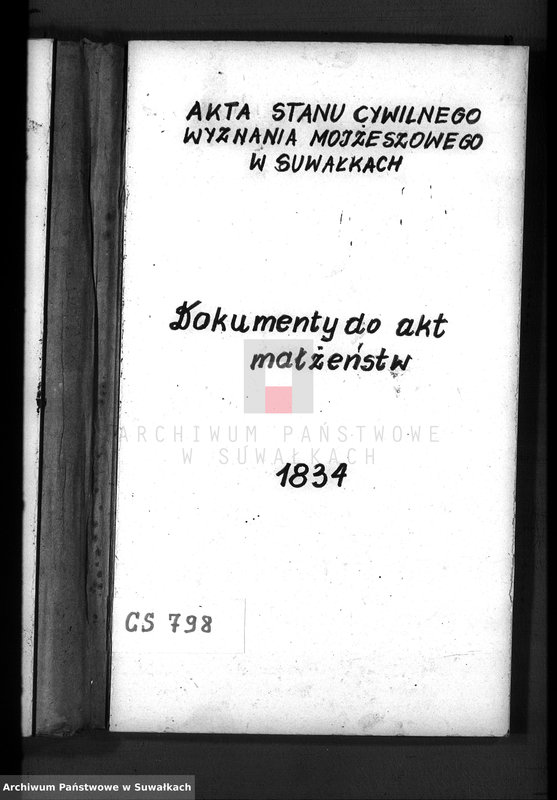 AKTA STANU CYWILNEGO
WYZNANIA MOJŻESZOWEGO
W SUWAŁKACH
Dokumenty do akt
małżeństw
ARCHIWUM PAŃSTWOWE
W SUWAŁKACH
1834
CS 798
Archiwum Państwowe w Suwałkach